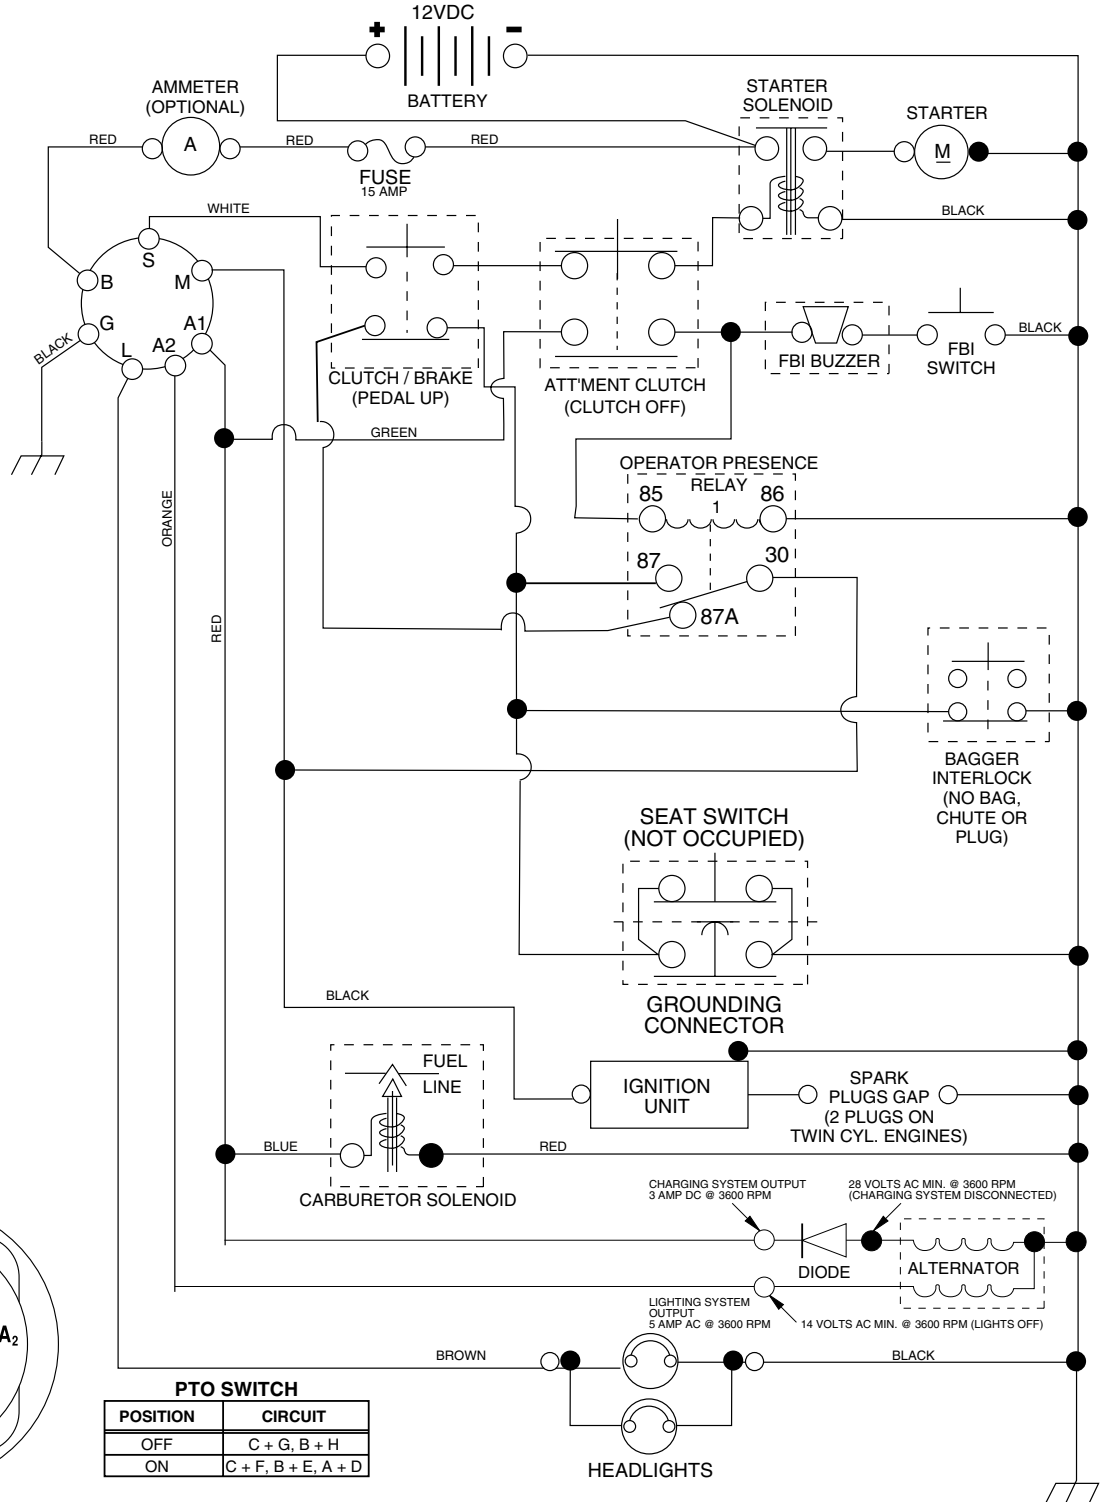 12VDC
+
-
BATTERY
AMMETER
(OPTIONAL)
STARTER
SOLENOID
STARTER
RED
A
RED
RED
M
FUSE
15 AMP
WHITE
BLACK
S
B
M
G
A1
L
A2
BLACK
BLACK
FBI BUZZER
FBI
SWITCH
CLUTCH / BRAKE
(PEDAL UP)
ATT'MENT CLUTCH
(CLUTCH OFF)
GREEN
OPERATOR PRESENCE
RELAY
1
85
86
87
30
87A
ORANGE
RED
BAGGER
INTERLOCK
(NO BAG,
CHUTE OR
PLUG)
SEAT SWITCH
(NOT OCCUPIED)
BLACK
GROUNDING
CONNECTOR
FUEL
LINE
IGNITION
UNIT
SPARK
PLUGS GAP
(2 PLUGS ON
TWIN CYL. ENGINES)
BLUE
RED
CARBURETOR SOLENOID
CHARGING SYSTEM OUTPUT
3 AMP DC @ 3600 RPM
28 VOLTS AC MIN. @ 3600 RPM
(CHARGING SYSTEM DISCONNECTED)
DIODE
ALTERNATOR
LIGHTING SYSTEM
OUTPUT
5 AMP AC @ 3600 RPM
14 VOLTS AC MIN. @ 3600 RPM (LIGHTS OFF)
A2
BROWN
BLACK
HEADLIGHTS
PTO SWITCH
POSITION CIRCUIT
OFF C + G, B + H
ON C + F, B + E, A + D